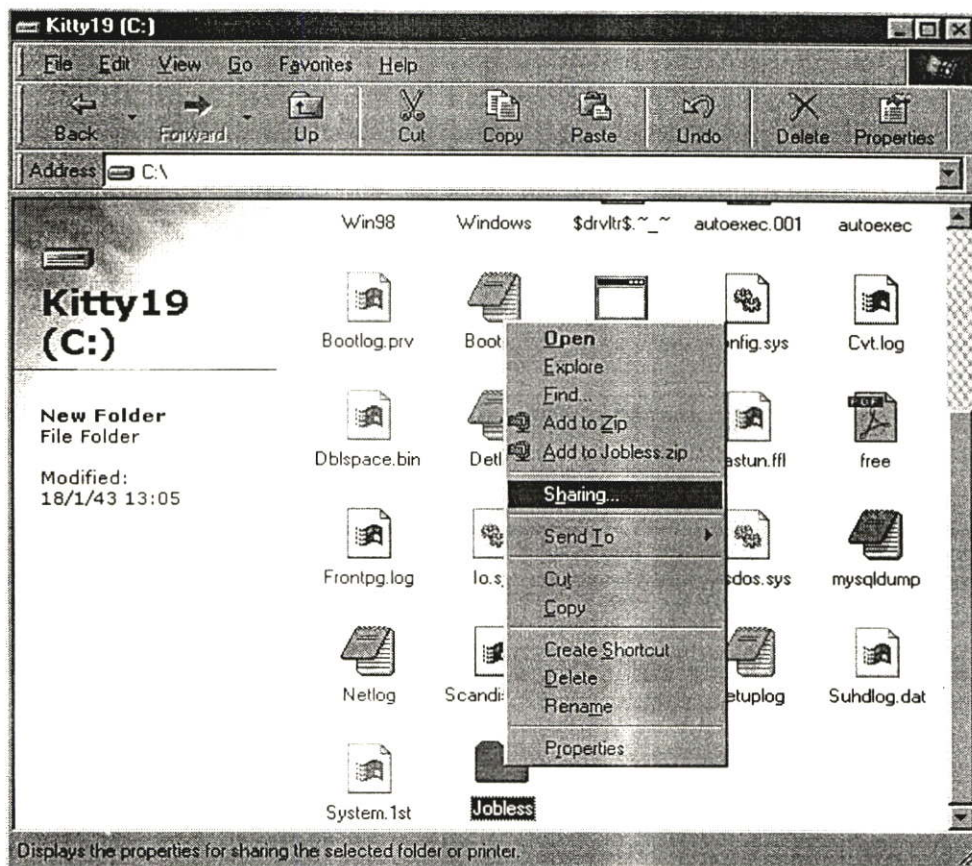 Kitty19 (C:)
File Edit View Go Favorites Help
Back Forward Up Cut Copy Paste Undo Delete Properties
Address C:\
Win98 Windows $drvltr$.~_~ autoexec.001 autoexec
Kitty19
(C:)
New Folder
File Folder
Modified:
18/1/43 13:05
Bootlog.prv Boot nfig.sys Cvt.log
Dblspace.bin Detl astun.ffl free
Frontpg.log Io.s sdos.sys mysqldump
Netlog Scandi etuplog Suhdlog.dat
System.1st Jobless
Open
Explore
Find...
Add to Zip
Add to Jobless.zip
Sharing...
Send To
Cut
Copy
Create Shortcut
Delete
Rename
Properties
Displays the properties for sharing the selected folder or printer.